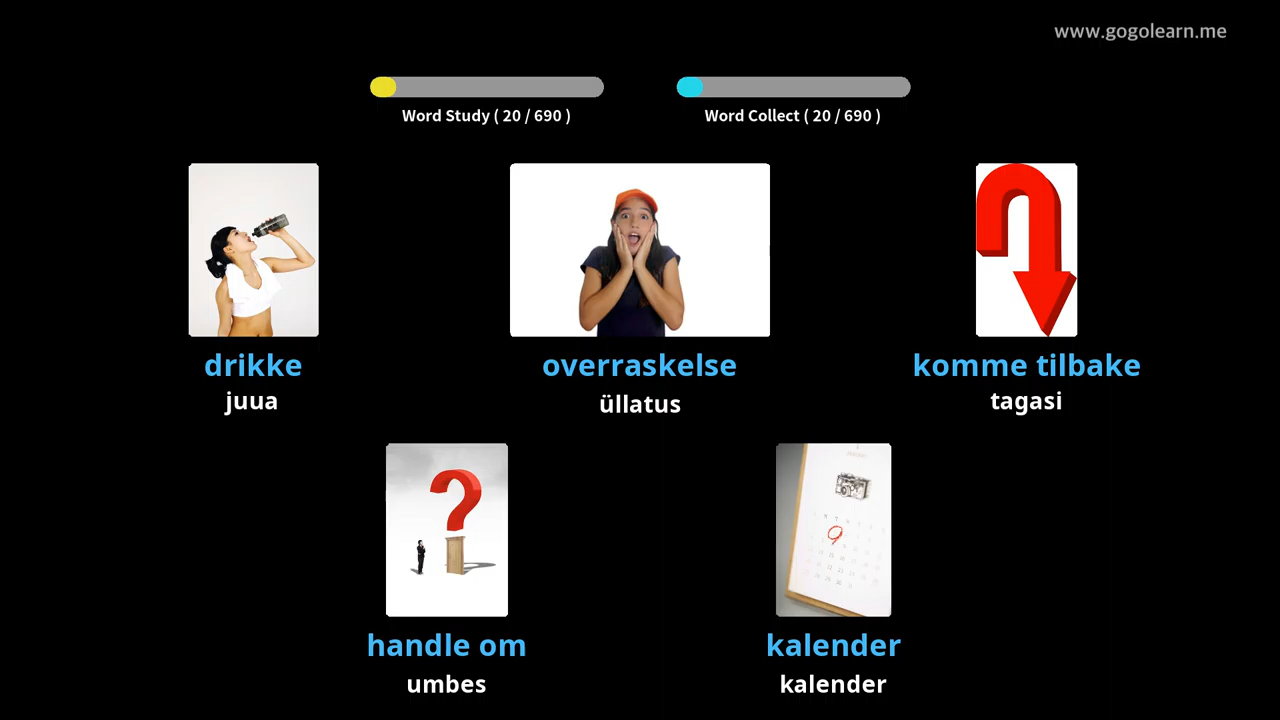 www.gogolearn.me
Word Study ( 20 / 690 )
Word Collect ( 20 / 690 )
drikke
juua
overraskelse
üllatus
komme tilbake
tagasi
handle om
umbes
kalender
kalender